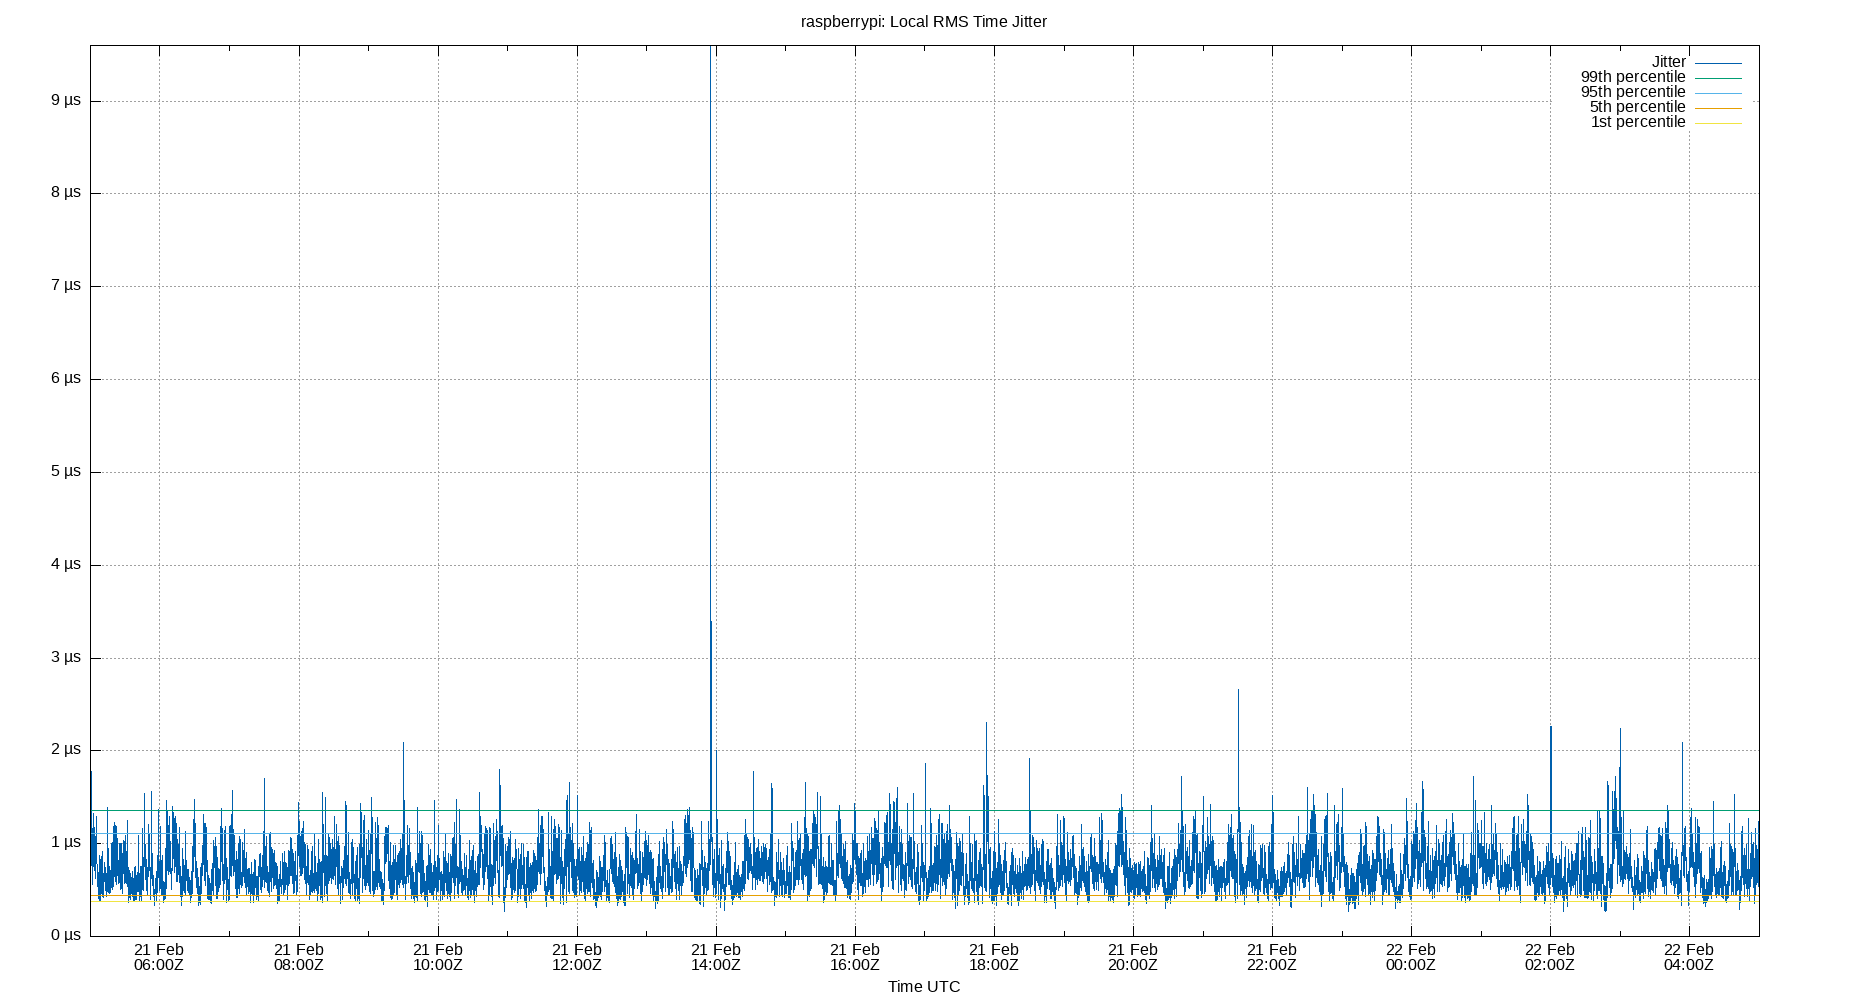 raspberrypi: Local RMS Time Jitter
Jitter
99th percentile
95th percentile
5th percentile
1st percentile
9 µs
8 µs
7 µs
6 µs
5 µs
4 µs
3 µs
2 µs
1 µs
0 µs
21 Feb 21 Feb 21 Feb 21 Feb 21 Feb 21 Feb 21 Feb 21 Feb 21 Feb 22 Feb 22 Feb 22 Feb
06:00Z 08:00Z 10:00Z 12:00Z 14:00Z 16:00Z 18:00Z 20:00Z 22:00Z 00:00Z 02:00Z 04:00Z
Time UTC